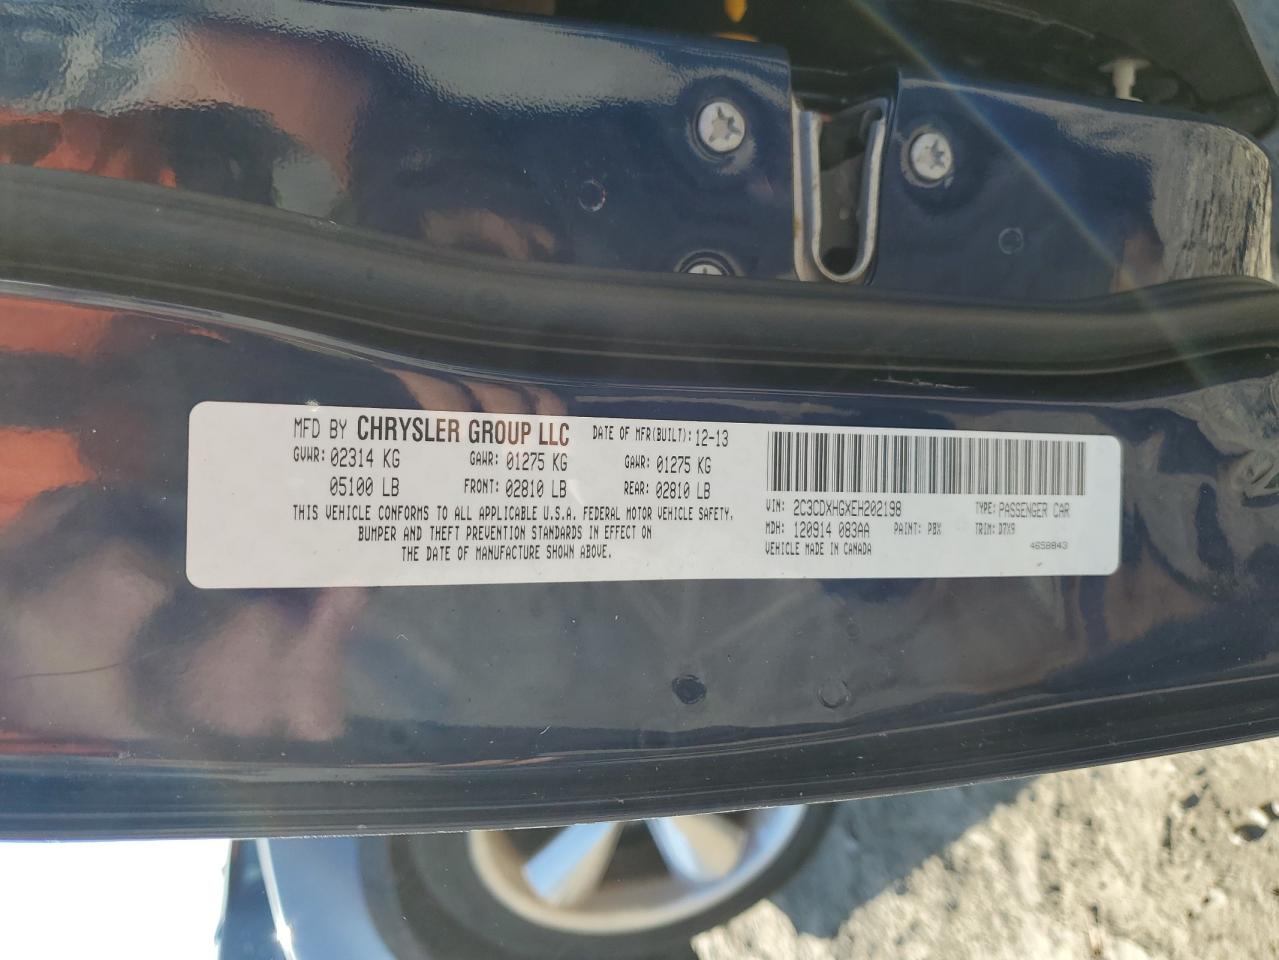 MFD BY CHRYSLER GROUP LLC DATE OF MFR(BUILT): 12-13
GVWR: 02314 KG GAWR: 01275 KG GAWR: 01275 KG
05100 LB FRONT: 02810 LB REAR: 02810 LB
THIS VEHICLE CONFORMS TO ALL APPLICABLE U.S.A. FEDERAL MOTOR VEHICLE SAFETY,
BUMPER AND THEFT PREVENTION STANDARDS IN EFFECT ON
THE DATE OF MANUFACTURE SHOWN ABOVE.
VIN: 2C3CDXHGXEH202198 TYPE: PASSENGER CAR
MDH: 120914 083AA PAINT: PBX TRIM: D7X9
VEHICLE MADE IN CANADA 4658843